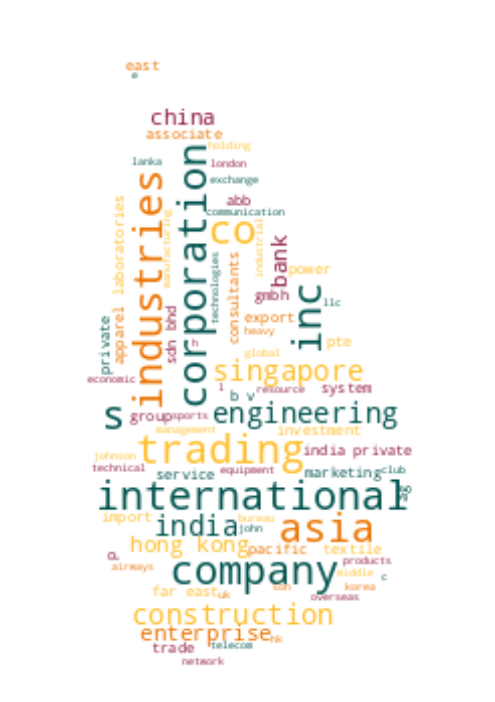 east
e
china
associate
holding
lanka
london
exchange
industries
corporation
abb
communication
laboratories
manufacturing
co
industrial
bank
technologies
consultants
power
gmbh
inc
llc
private
apparel
sdn bhd
h
export
heavy
pte
global
singapore
economic
l
resource
system
b v
s
group
sports
engineering
management
investment
trading
johnson
india private
technical
service
equipment
marketing
club
international
ag
import
india
bureau
john
asia
hong kong
pacific
textile
p
airways
company
products
middle
c
far east
uk
son
korea
overseas
construction
enterprise
hk
trade
telecom
network